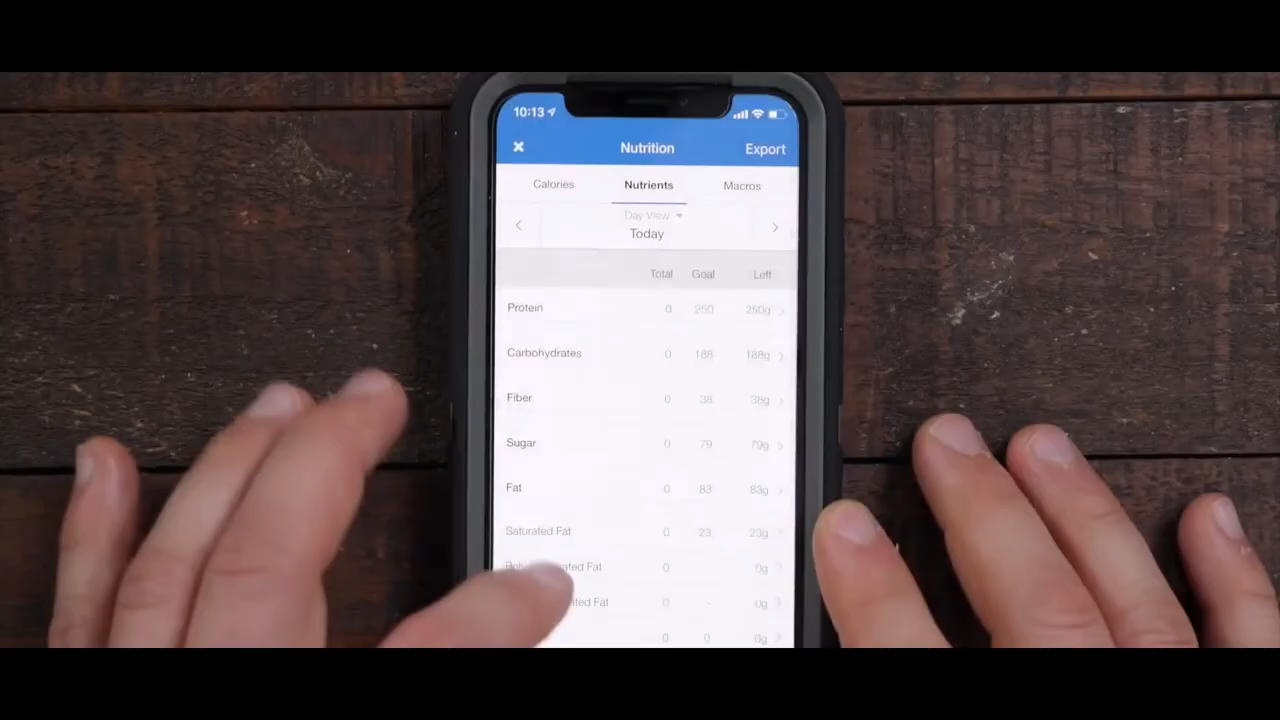 10:13
Nutrition Export
Calories Nutrients Macros
Day View
Today
Total Goal Left
Protein 0 250 250g
Carbohydrates 0 188 188g
Fiber 0 38 38g
Sugar 0 79 79g
Fat 0 83 83g
Saturated Fat 0 23 23g
Fat 0 0g
Fat 0 - 0g
0 0 0g